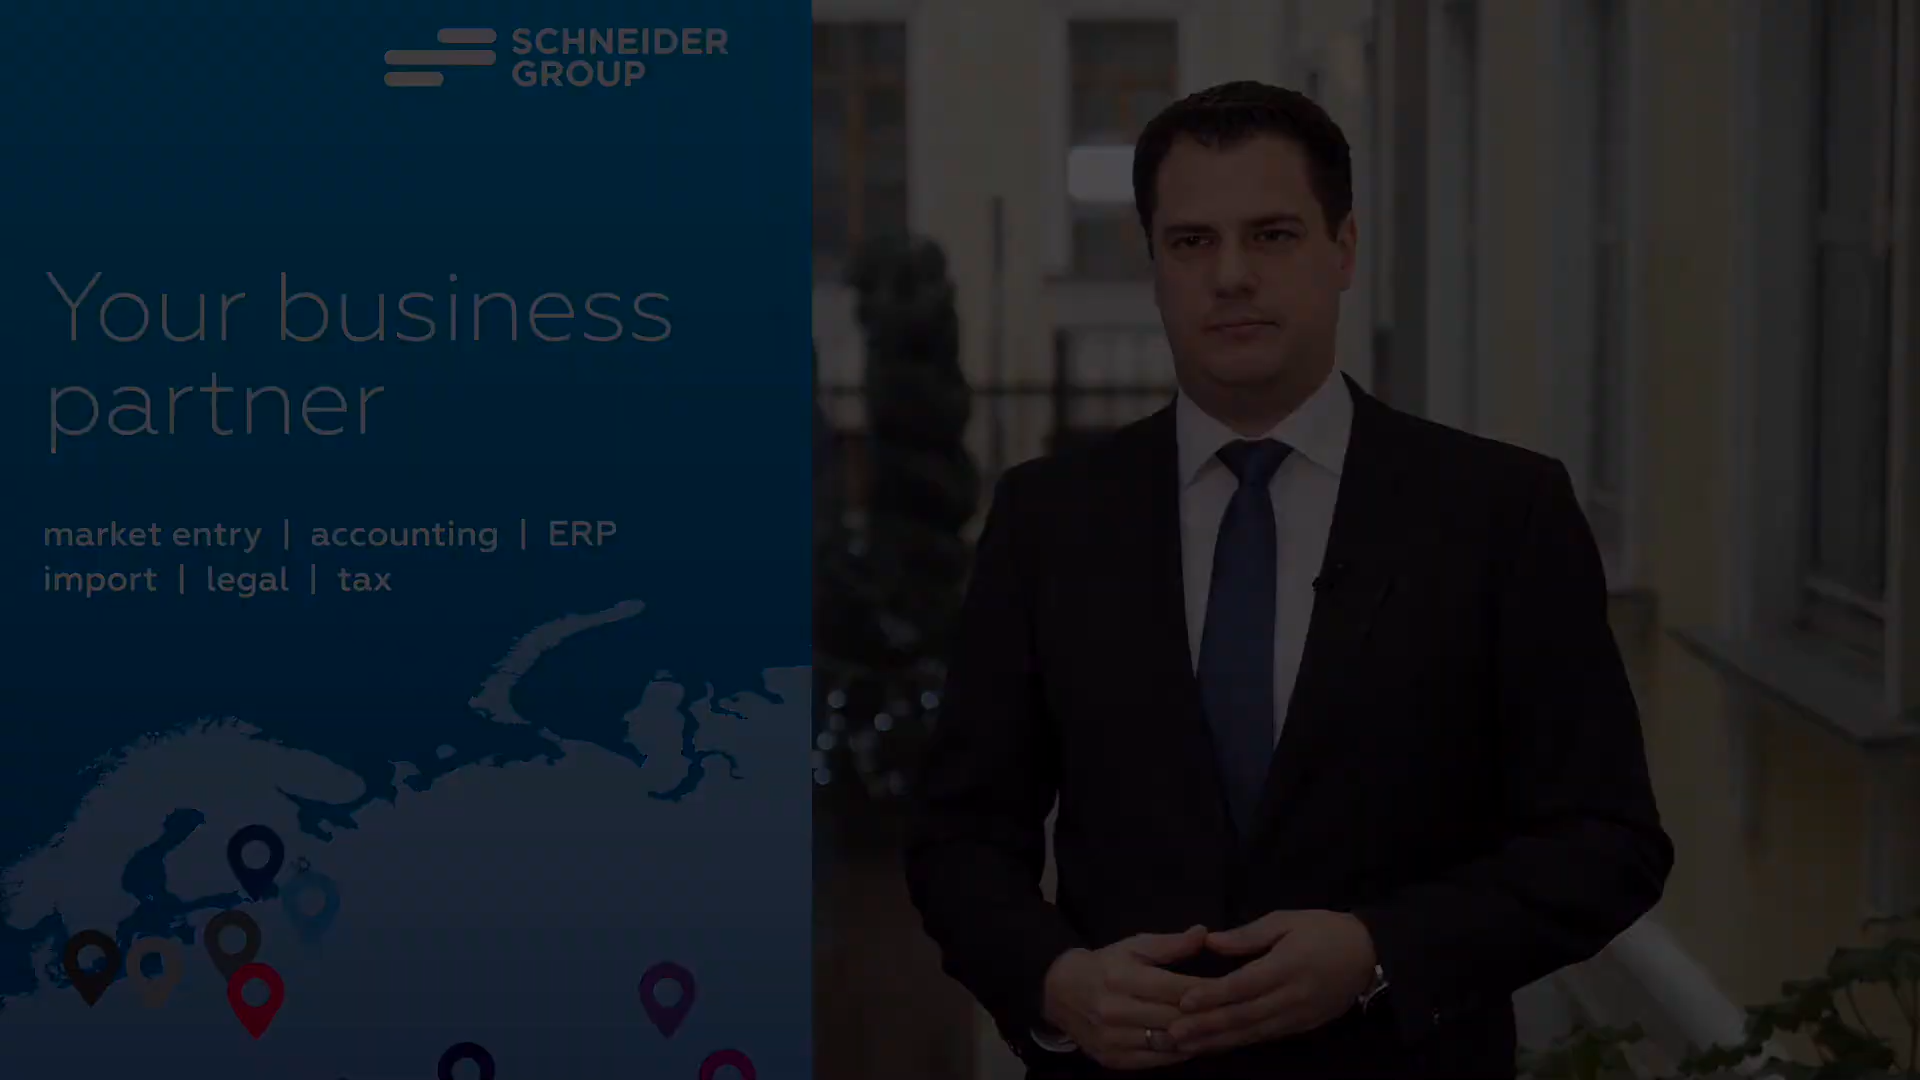 SCHNEIDER
GROUP
Your business
partner
market entry | accounting | ERP
import | legal | tax